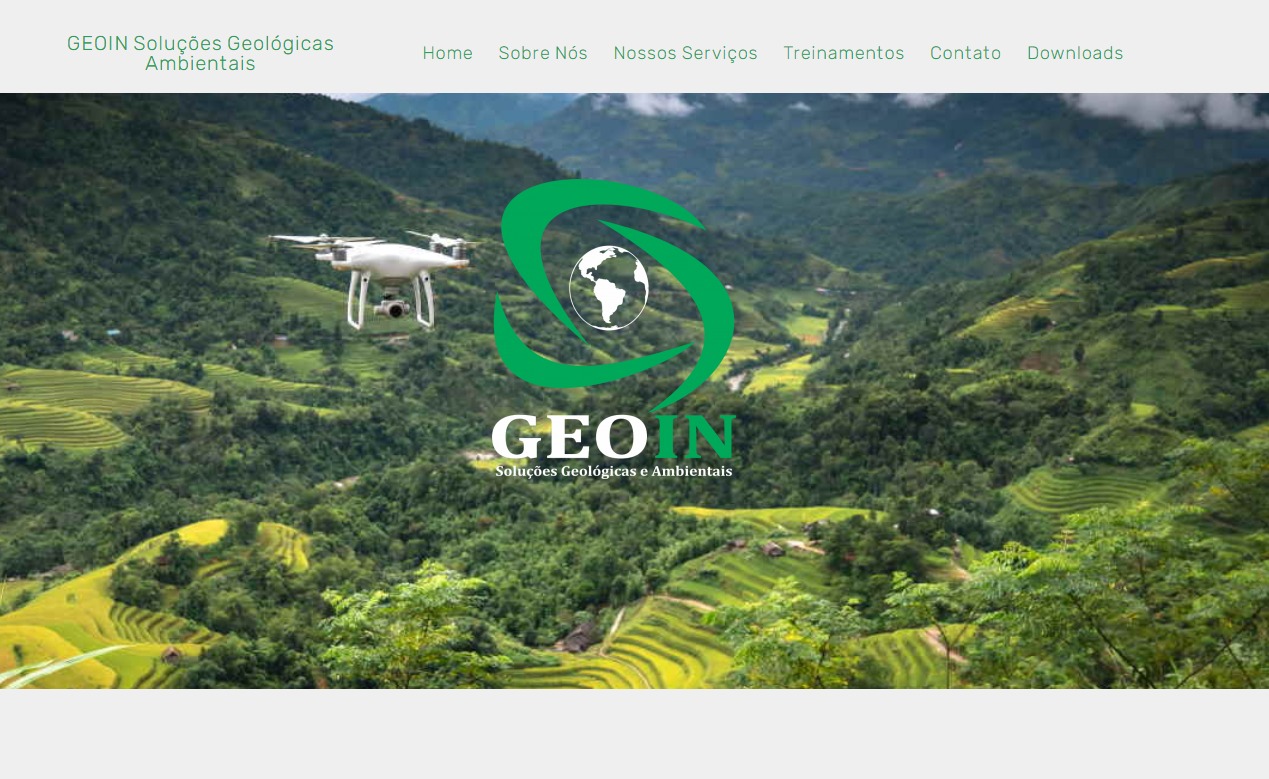 GEOIN Soluções Geológicas
Ambientais
Home Sobre Nós Nossos Serviços Treinamentos Contato Downloads
GEOIN
Soluções Geológicas e Ambientais